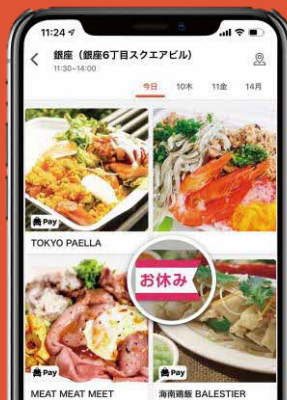 11:24
銀座（銀座6丁目スクエアビル）
11:30~14:00
今日 10木 11金 14月
Pay
TOKYO PAELLA
お休み
Pay Pay
MEAT MEAT MEET 海南鶏飯 BALESTIER